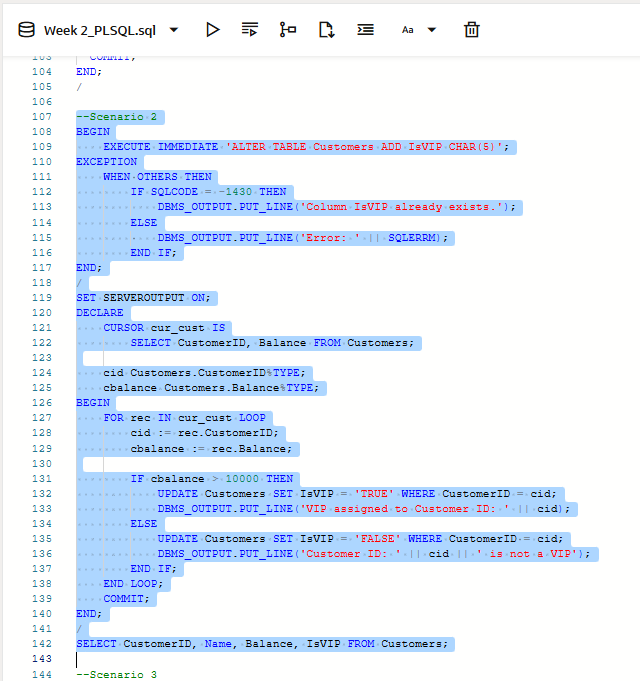 Week 2_PLSQL.sql
Aa
103 COMMIT;
104 END;
105 /
106
107 --Scenario 2
108 BEGIN
109     EXECUTE IMMEDIATE 'ALTER TABLE Customers ADD IsVIP CHAR(5)';
110 EXCEPTION
111     WHEN OTHERS THEN
112         IF SQLCODE = -1430 THEN
113             DBMS_OUTPUT.PUT_LINE('Column IsVIP already exists.');
114         ELSE
115             DBMS_OUTPUT.PUT_LINE('Error: ' || SQLERRM);
116         END IF;
117 END;
118 /
119 SET SERVEROUTPUT ON;
120 DECLARE
121     CURSOR cur_cust IS
122         SELECT CustomerID, Balance FROM Customers;
123
124     cid Customers.CustomerID%TYPE;
125     cbalance Customers.Balance%TYPE;
126 BEGIN
127     FOR rec IN cur_cust LOOP
128         cid := rec.CustomerID;
129         cbalance := rec.Balance;
130
131         IF cbalance > 10000 THEN
132             UPDATE Customers SET IsVIP = 'TRUE' WHERE CustomerID = cid;
133             DBMS_OUTPUT.PUT_LINE('VIP assigned to Customer ID: ' || cid);
134         ELSE
135             UPDATE Customers SET IsVIP = 'FALSE' WHERE CustomerID = cid;
136             DBMS_OUTPUT.PUT_LINE('Customer ID: ' || cid || ' is not a VIP');
137         END IF;
138     END LOOP;
139     COMMIT;
140 END;
141 /
142 SELECT CustomerID, Name, Balance, IsVIP FROM Customers;
143
144 --Scenario 3